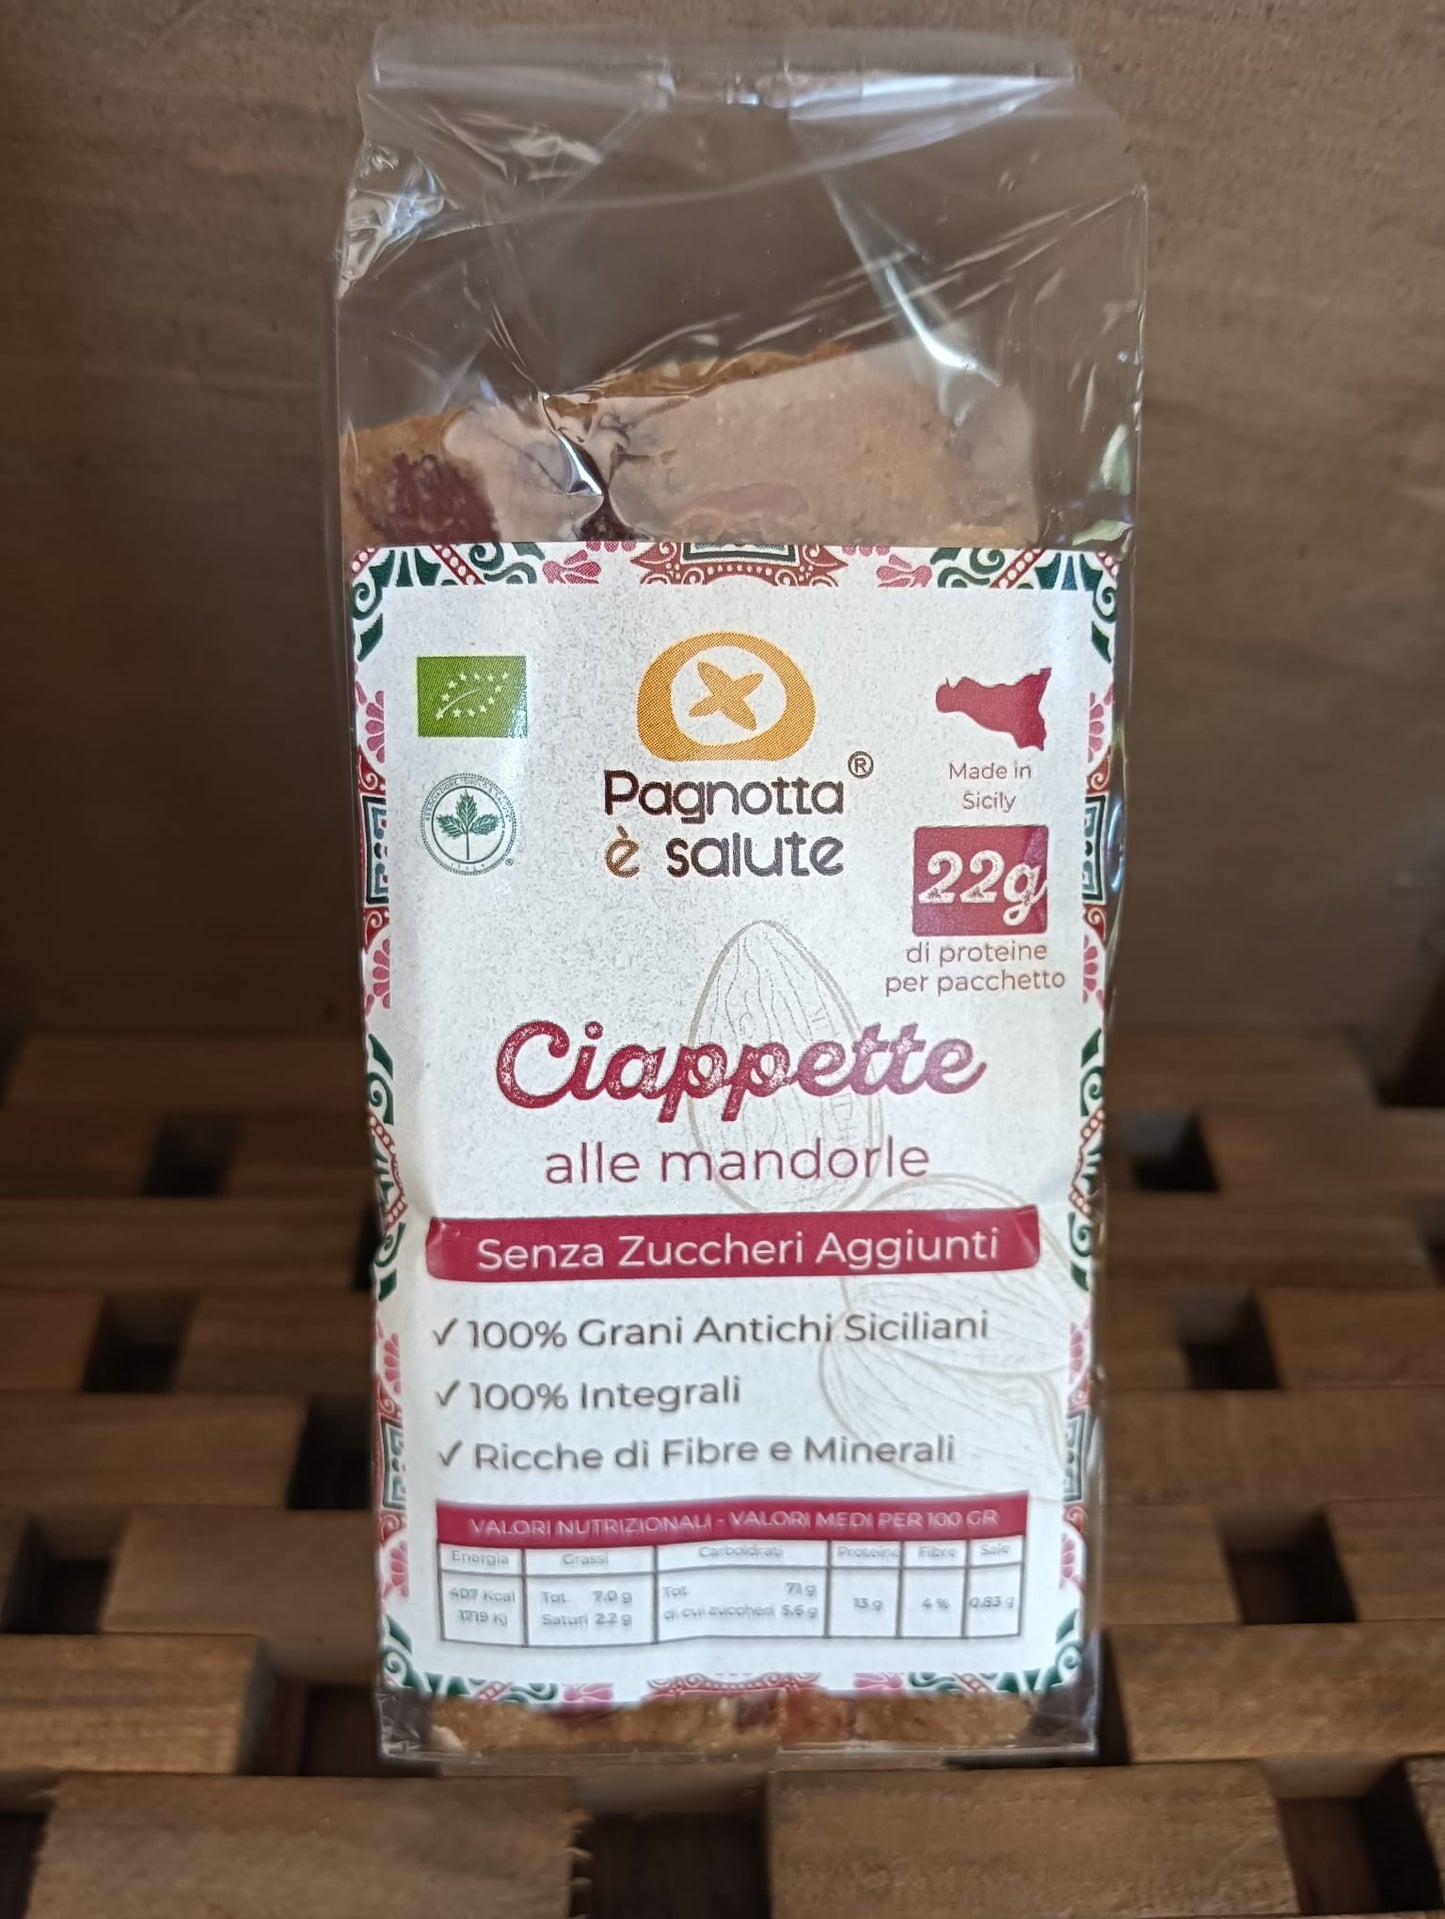 Pagnotta®
è salute
Made in
Sicily
22g
di proteine
per pacchetto
Ciappette
alle mandorle
Senza Zuccheri Aggiunti
✓ 100% Grani Antichi Siciliani
✓ 100% Integrali
✓ Ricche di Fibre e Minerali
VALORI NUTRIZIONALI - VALORI MEDI PER 100 GR
Energia Grassi Carboidrati Proteine Fibre Sale
407 Kcal Tot. 7.0 g Tot 71 g 13 g 4 % 0.83 g
1719 Kj Saturi 2.2 g di cui zuccheri 5.6 g